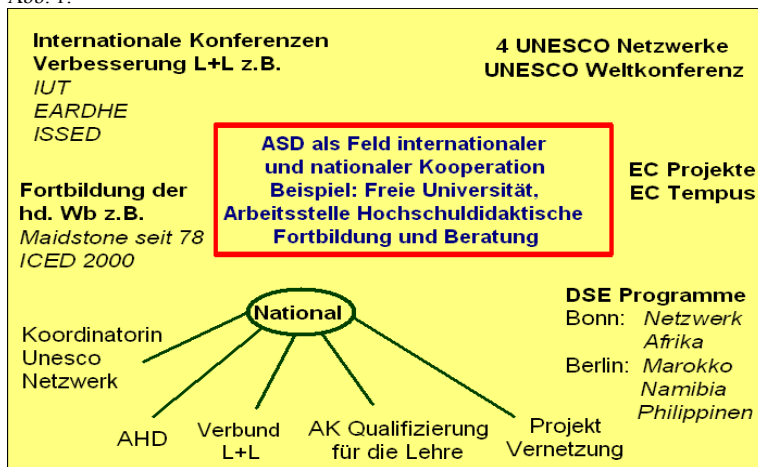 Internationale Konferenzen
Verbesserung L+L z.B.
IUT
EARDHE
ISSED
4 UNESCO Netzwerke
UNESCO Weltkonferenz
ASD als Feld internationaler
und nationaler Kooperation
Beispiel: Freie Universität,
Arbeitsstelle Hochschuldidaktische
Fortbildung und Beratung
EC Projekte
EC Tempus
Fortbildung der
hd. Wb z.B.
Maidstone seit 78
ICED 2000
National
Koordinatorin
Unesco
Netzwerk
AHD
Verbund
L+L
AK Qualifizierung
für die Lehre
Projekt
Vernetzung
DSE Programme
Bonn: Netzwerk
Afrika
Berlin: Marokko
Namibia
Philippinen